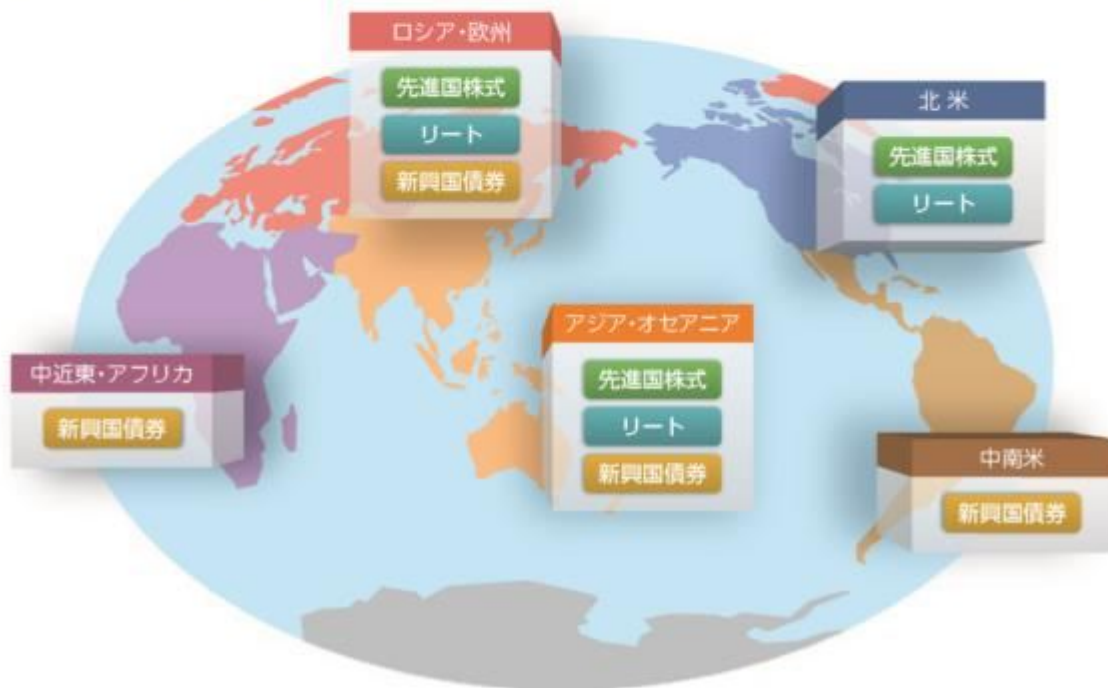 ロシア・欧州
先進国株式
リート
新興国債券
北米
先進国株式
リート
アジア・オセアニア
先進国株式
リート
新興国債券
中近東・アフリカ
新興国債券
中南米
新興国債券